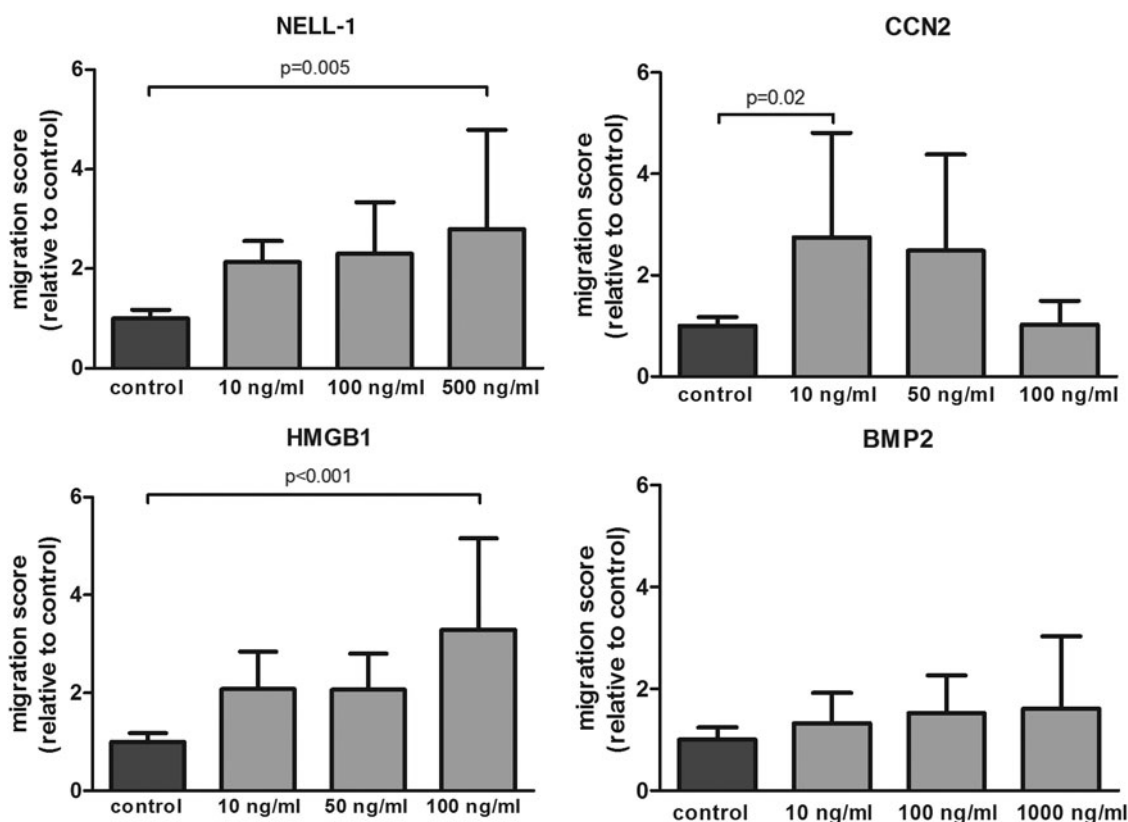 NELL-1
p=0.005
migration score
(relative to control)
6
4
2
0
control 10 ng/ml 100 ng/ml 500 ng/ml
CCN2
p=0.02
migration score
(relative to control)
6
4
2
0
control 10 ng/ml 50 ng/ml 100 ng/ml
HMGB1
p<0.001
migration score
(relative to control)
6
4
2
0
control 10 ng/ml 50 ng/ml 100 ng/ml
BMP2
migration score
(relative to control)
6
4
2
0
control 10 ng/ml 100 ng/ml 1000 ng/ml